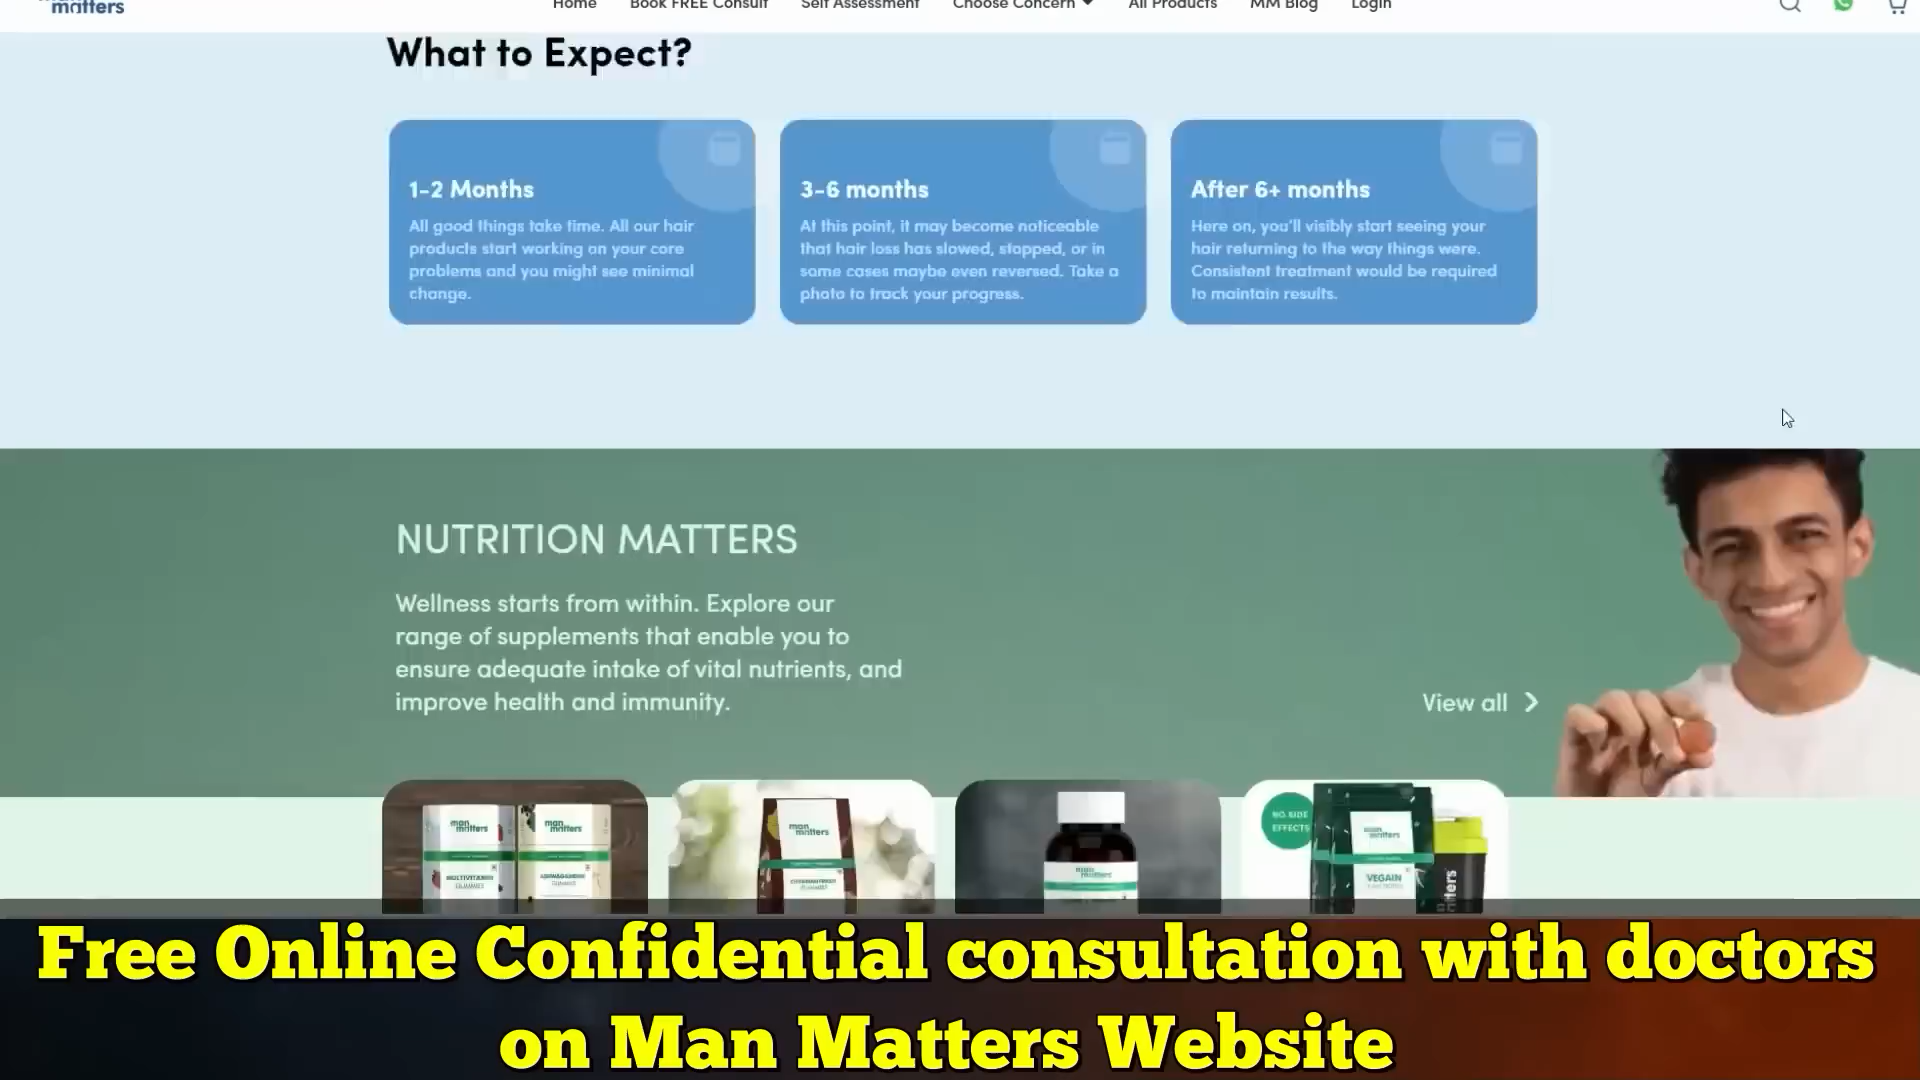 matters
Home Book FREE Consult Self Assessment Choose Concern All Products MM Blog Login
What to Expect?
1-2 Months
All good things take time. All our hair
products start working on your core
problems and you might see minimal
change.
3-6 months
At this point, it may become noticeable
that hair loss has slowed, stopped, or in
some cases maybe even reversed. Take a
photo to track your progress.
After 6+ months
Here on, you'll visibly start seeing your
hair returning to the way things were.
Consistent treatment would be required
to maintain results.
NUTRITION MATTERS
Wellness starts from within. Explore our
range of supplements that enable you to
ensure adequate intake of vital nutrients, and
improve health and immunity.
View all
man
matters
MULTIVITAMIN
GUMMIES
man
matters
ASHWAGANDHA
GUMMIES
man
matters
man
matters
NO SIDE
EFFECTS
man
matters
VEGAIN
Free Online Confidential consultation with doctors
on Man Matters Website